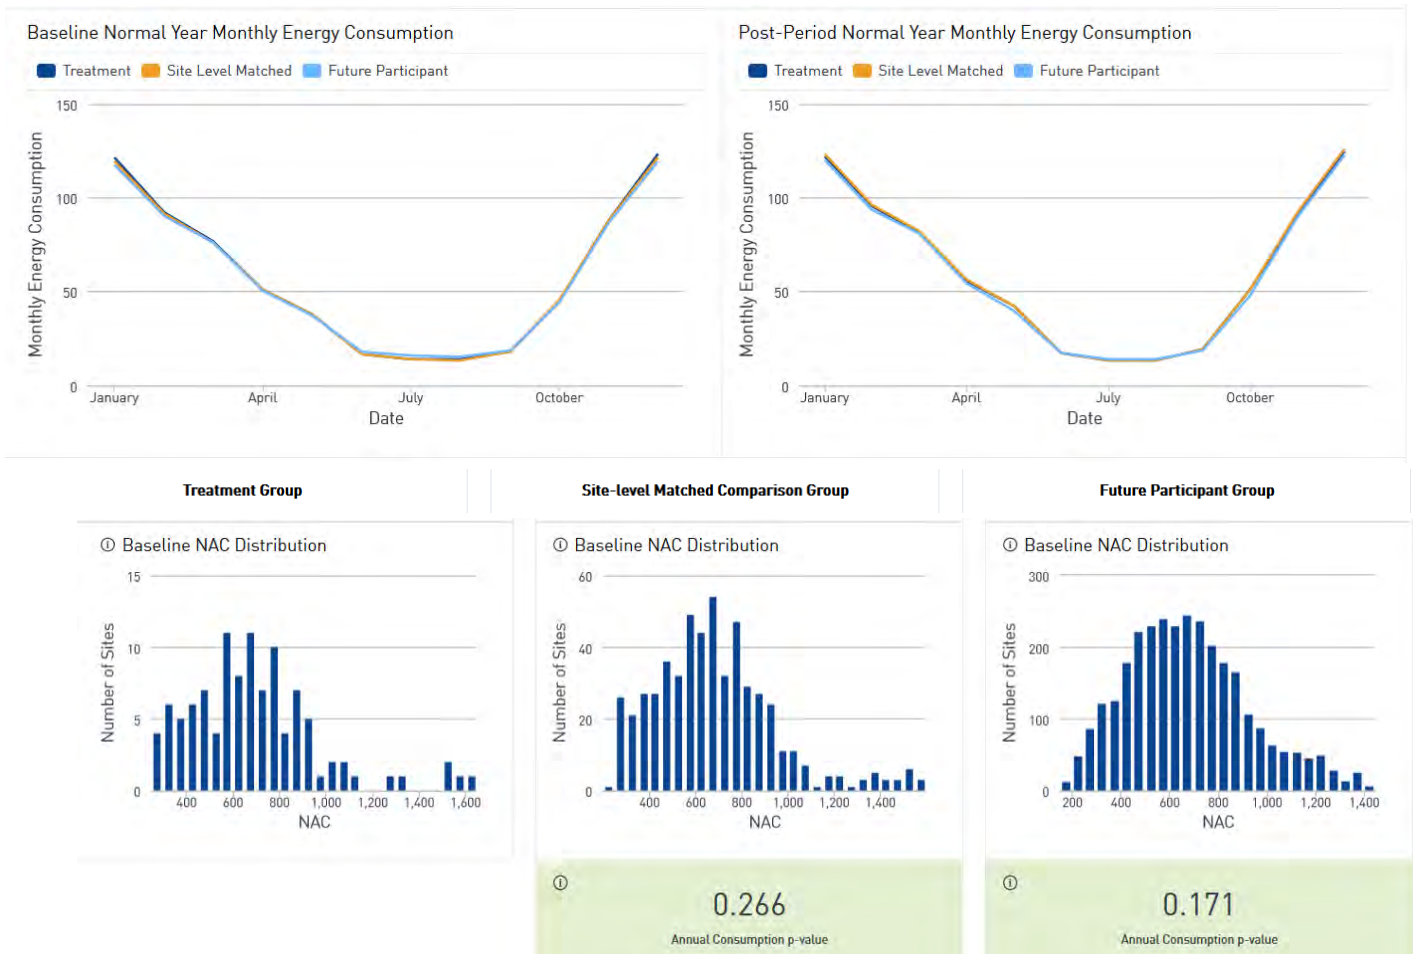 Baseline Normal Year Monthly Energy Consumption
Treatment Site Level Matched Future Participant
150
100
50
0
Monthly Energy Consumption
January April July October
Date
Post-Period Normal Year Monthly Energy Consumption
Treatment Site Level Matched Future Participant
150
100
50
0
Monthly Energy Consumption
January April July October
Date
Treatment Group
Baseline NAC Distribution
15
10
5
0
Number of Sites
400 600 800 1,000 1,200 1,400 1,600
NAC
Site-level Matched Comparison Group
Baseline NAC Distribution
60
40
20
0
Number of Sites
400 600 800 1,000 1,200 1,400
NAC
0.266
Annual Consumption p-value
Future Participant Group
Baseline NAC Distribution
300
200
100
0
Number of Sites
200 400 600 800 1,000 1,200 1,400
NAC
0.171
Annual Consumption p-value